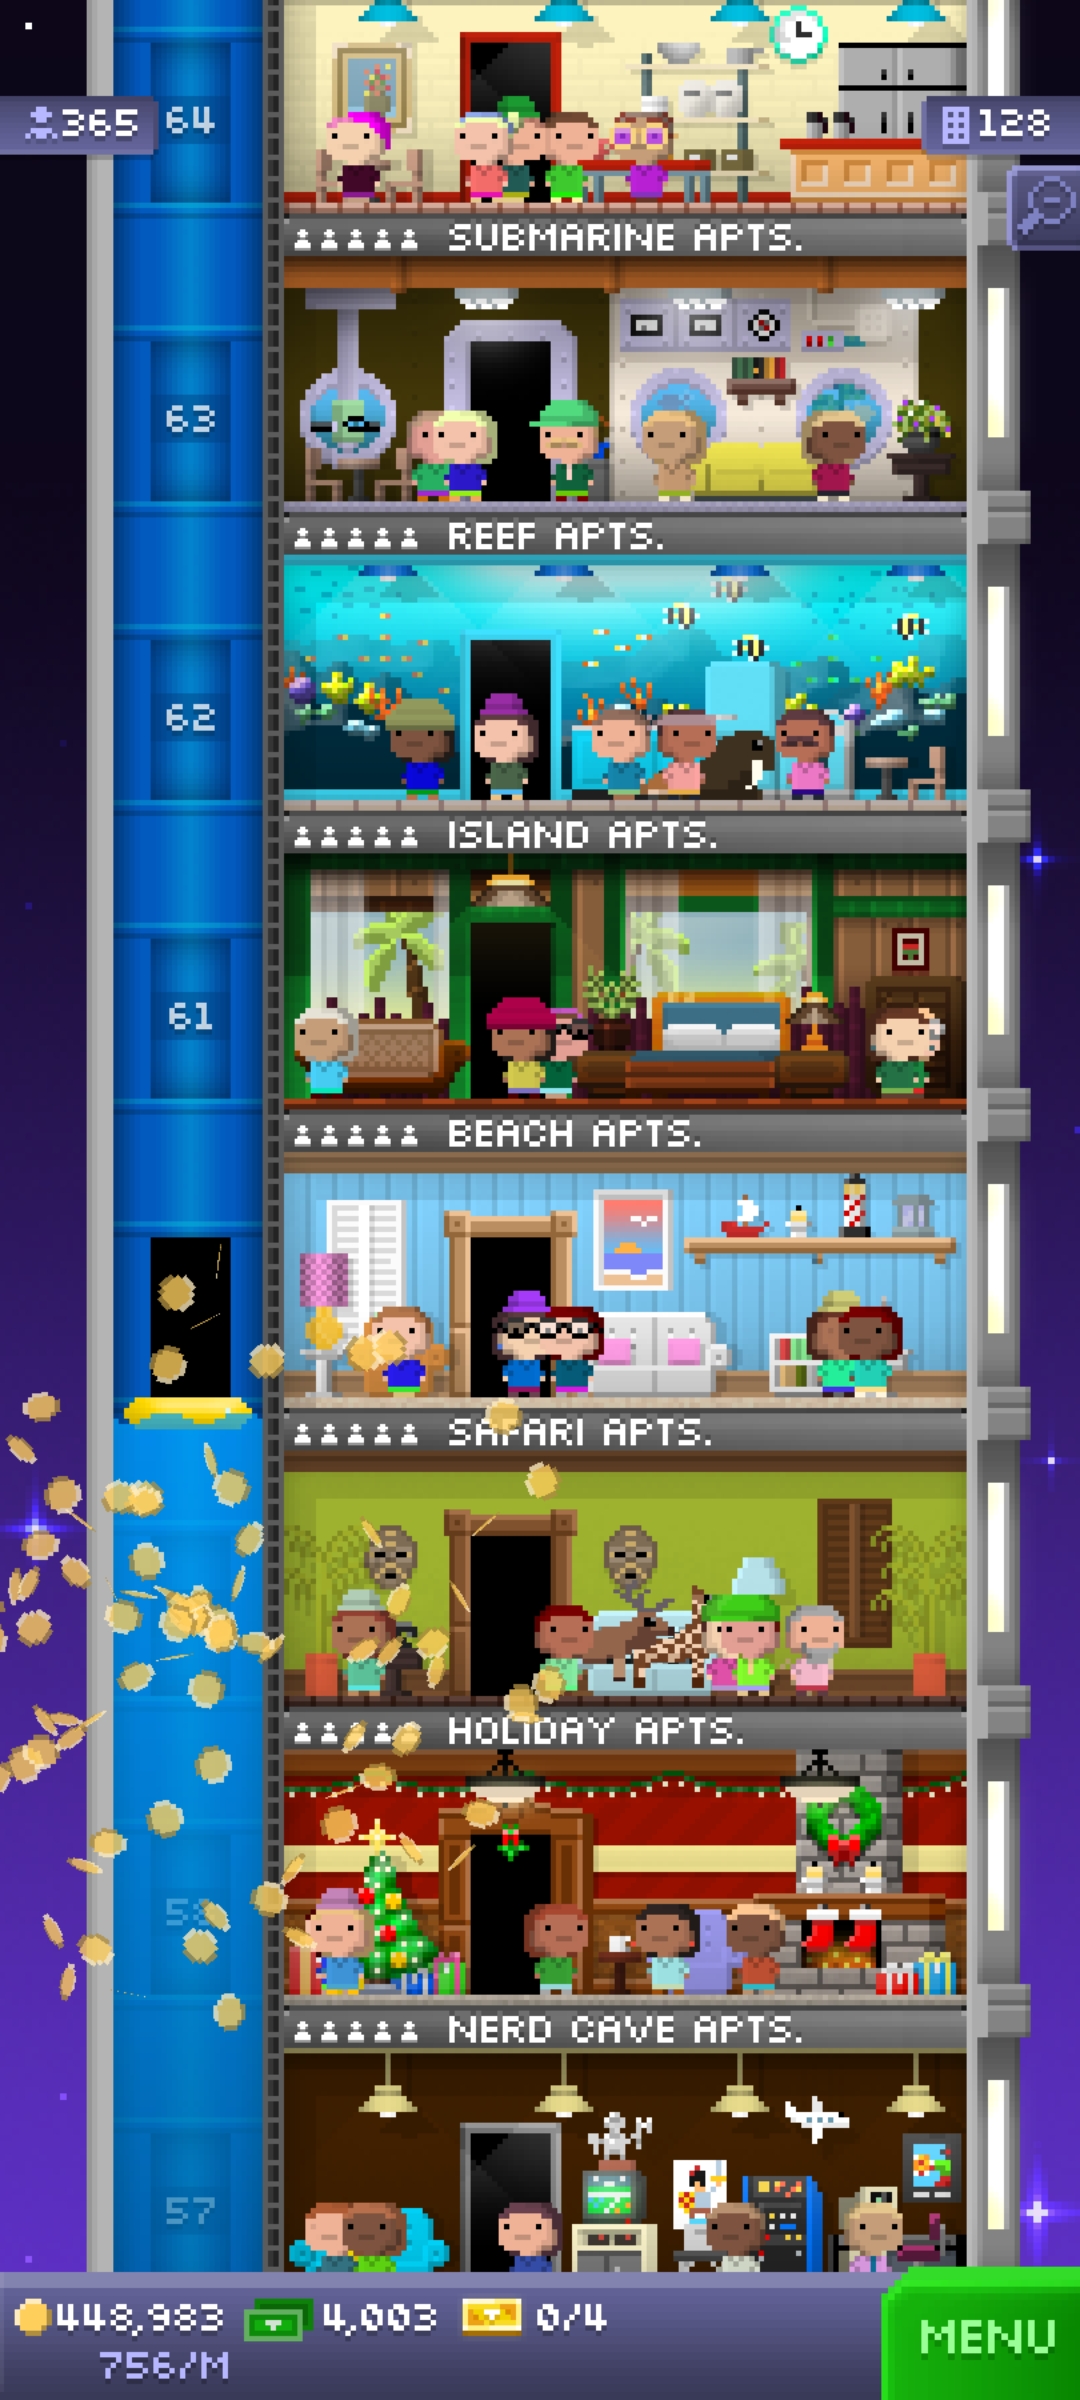 64
365
128
SUBMARINE APTS.
63
REEF APTS.
62
ISLAND APTS.
61
BEACH APTS.
SAFARI APTS.
HOLIDAY APTS.
58
NERD CAVE APTS.
57
448,983
4,003
0/4
756/M
MENU